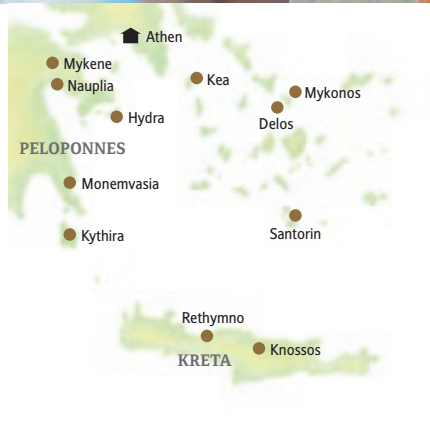 Athen
Mykene
Kea
Nauplia
Mykonos
Delos
Hydra
PELOPONNES
Monemvasia
Kythira
Santorin
Rethymno
Knossos
KRETA